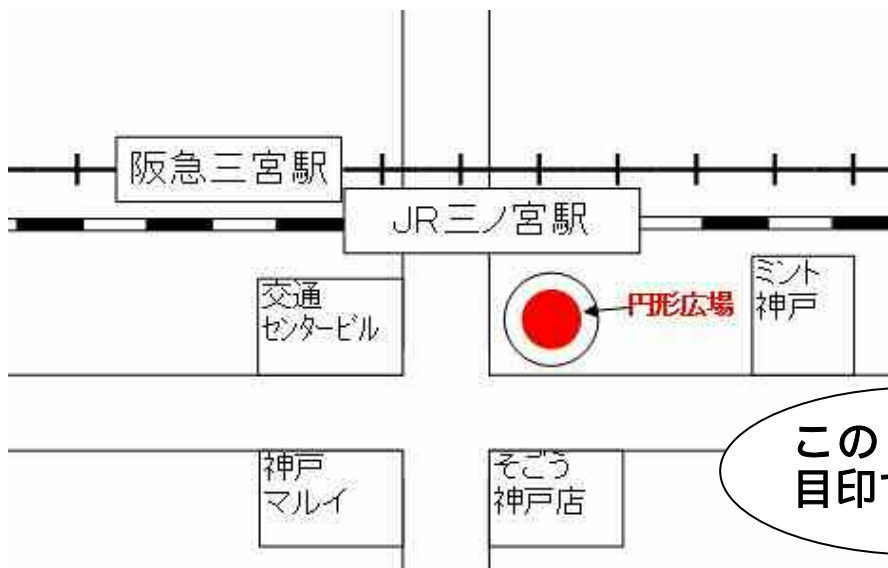 阪急三宮駅
JR三ノ宮駅
交通
センタービル
円形広場
ミント
神戸
神戸
マルイ
そごう
神戸店
この
目印